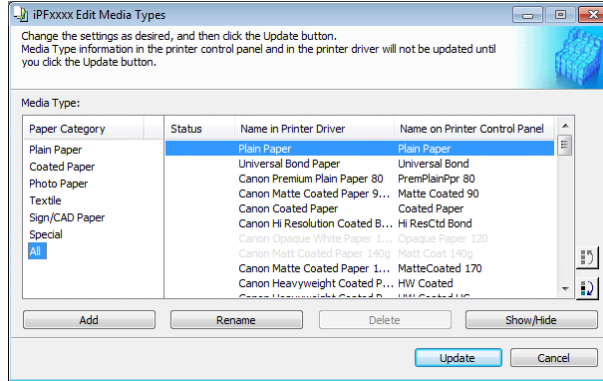 iPFxxxx Edit Media Types
Change the settings as desired, and then click the Update button.
Media Type information in the printer control panel and in the printer driver will not be updated until
you click the Update button.
Media Type:
Paper Category
Plain Paper
Coated Paper
Photo Paper
Textile
Sign/CAD Paper
Special
All
Status Name in Printer Driver Name on Printer Control Panel
Plain Paper Plain Paper
Universal Bond Paper Universal Bond
Canon Premium Plain Paper 80 PremPlainPpr 80
Canon Matte Coated Paper 9... Matte Coated 90
Canon Coated Paper Coated Paper
Canon Hi Resolution Coated B... Hi ResCtd Bond
Canon Opaque White Paper 1... Opaque Paper 120
Canon Matt Coated Paper 140g Matt Coat 140g
Canon Matte Coated Paper 1... MatteCoated 170
Canon Heavyweight Coated P... HW Coated
Canon Heavyweight Coated P... HW Coated HG
Add Rename Delete Show/Hide
Update Cancel